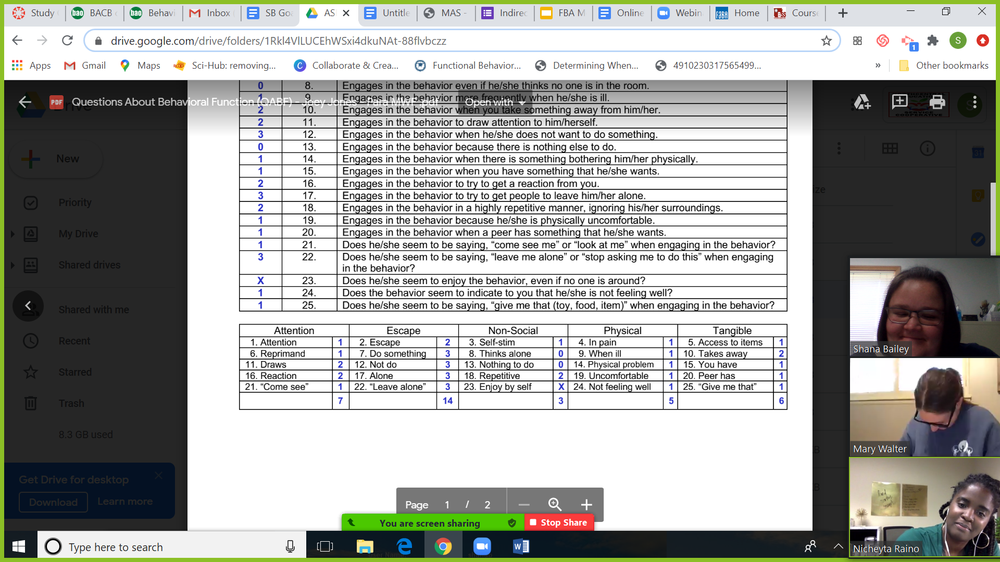 Study
BACB
Behavi
Inbox
SB Goa
AS
Untitle
MAS -
Indirec
FBA M
Online
Webin
Home
Course
drive.google.com/drive/folders/1Rkl4VlLUCEhWSxi4dkuNAt-88flvbczz
S
1
Apps
Gmail
Maps
Sci-Hub: removing...
Collaborate & Crea...
Functional Behavior...
Determining When...
4910230317565499...
»
Other bookmarks
0 8. Engages in the behavior even if he/she thinks no one is in the room.
1 9. Engages in the behavior more frequently when he/she is ill.
PDF Questions About Behavioral Function (QABF) - Joey Jones - Para MWF.pdf
Open with
2 10. Engages in the behavior when you take something away from him/her.
2 11. Engages in the behavior to draw attention to him/herself.
3 12. Engages in the behavior when he/she does not want to do something.
0 13. Engages in the behavior because there is nothing else to do.
1 14. Engages in the behavior when there is something bothering him/her physically.
1 15. Engages in the behavior when you have something that he/she wants.
2 16. Engages in the behavior to try to get a reaction from you.
3 17. Engages in the behavior to try to get people to leave him/her alone.
2 18. Engages in the behavior in a highly repetitive manner, ignoring his/her surroundings.
1 19. Engages in the behavior because he/she is physically uncomfortable.
1 20. Engages in the behavior when a peer has something that he/she wants.
1 21. Does he/she seem to be saying, “come see me” or “look at me” when engaging in the behavior?
3 22. Does he/she seem to be saying, “leave me alone” or “stop asking me to do this” when engaging
in the behavior?
X 23. Does he/she seem to enjoy the behavior, even if no one is around?
1 24. Does the behavior seem to indicate to you that he/she is not feeling well?
1 25. Does he/she seem to be saying, “give me that (toy, food, item)” when engaging in the behavior?
Attention Escape Non-Social Physical Tangible
1. Attention 1 2. Escape 2 3. Self-stim 1 4. In pain 1 5. Access to items 1
6. Reprimand 1 7. Do something 3 8. Thinks alone 0 9. When ill 1 10. Takes away 2
11. Draws 2 12. Not do 3 13. Nothing to do 0 14. Physical problem 1 15. You have 1
16. Reaction 2 17. Alone 3 18. Repetitive 2 19. Uncomfortable 1 20. Peer has 1
21. “Come see” 1 22. “Leave alone” 3 23. Enjoy by self X 24. Not feeling well 1 25. “Give me that” 1
7 14 3 5 6
Drive
New
Priority
My Drive
Shared drives
Shared with me
Recent
Starred
Trash
8.3 GB used
Get Drive for desktop
Download
Learn more
SERVICE
COOPERATIVE
S
31
ize
Shana Bailey
Mary Walter
Nicheyta Raino
Page 1 / 2
You are screen sharing
Stop Share
Type here to search